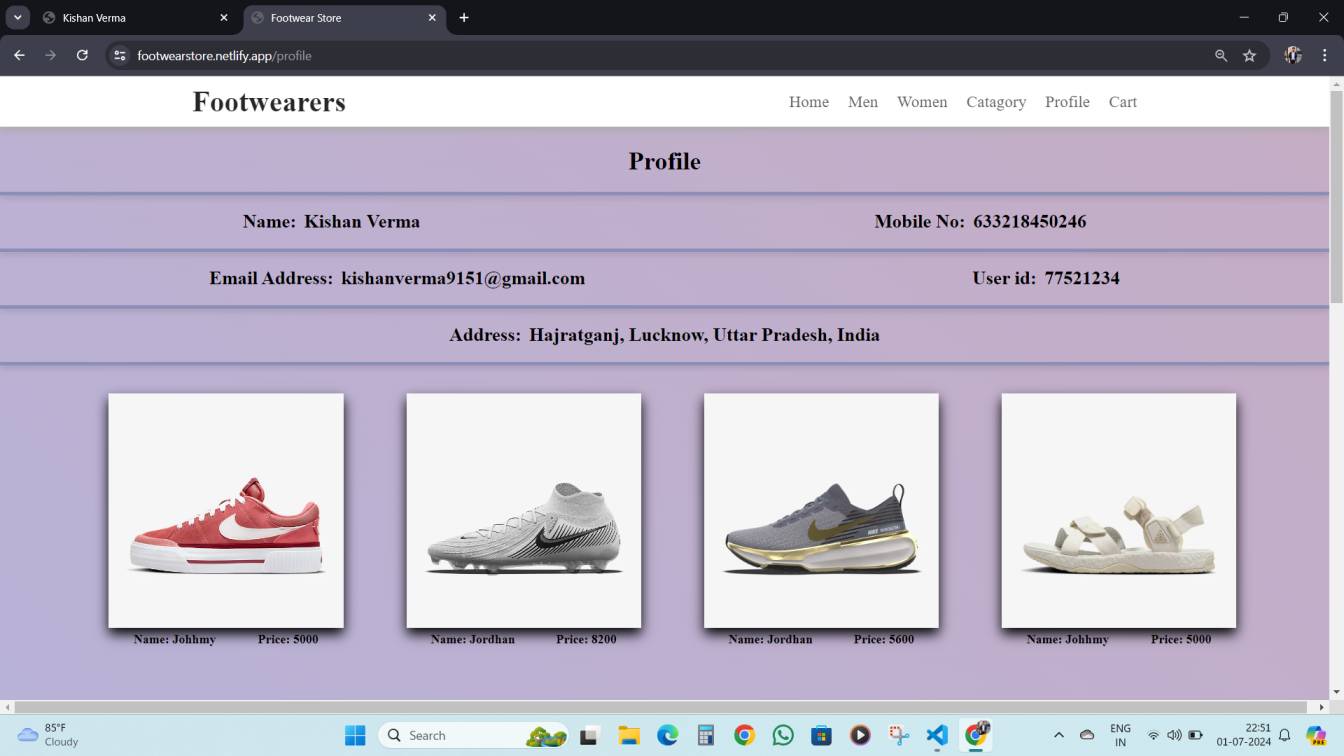 Kishan Verma
Footwear Store
footwearstore.netlify.app/profile
Footwearers
Home Men Women Catagory Profile Cart
Profile
Name: Kishan Verma Mobile No: 633218450246
Email Address: kishanverma9151@gmail.com User id: 77521234
Address: Hajratganj, Lucknow, Uttar Pradesh, India
Name: Johhmy Price: 5000 Name: Jordhan Price: 8200 Name: Jordhan Price: 5600 Name: Johhmy Price: 5000
85°F
Cloudy
Search
ENG
IN
22:51
01-07-2024
PRE